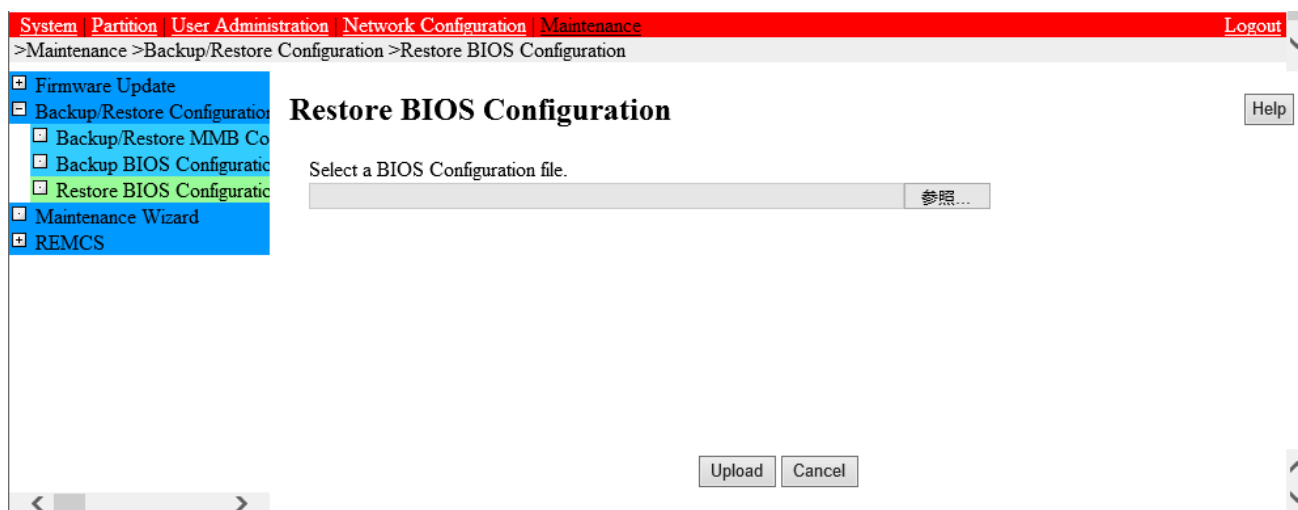 System | Partition | User Administration | Network Configuration | Maintenance Logout
>Maintenance >Backup/Restore Configuration >Restore BIOS Configuration
Firmware Update
Backup/Restore Configuration
Backup/Restore MMB Co
Backup BIOS Configuratic
Restore BIOS Configuratic
Maintenance Wizard
REMCS
Restore BIOS Configuration
Help
Select a BIOS Configuration file.
参照...
Upload Cancel